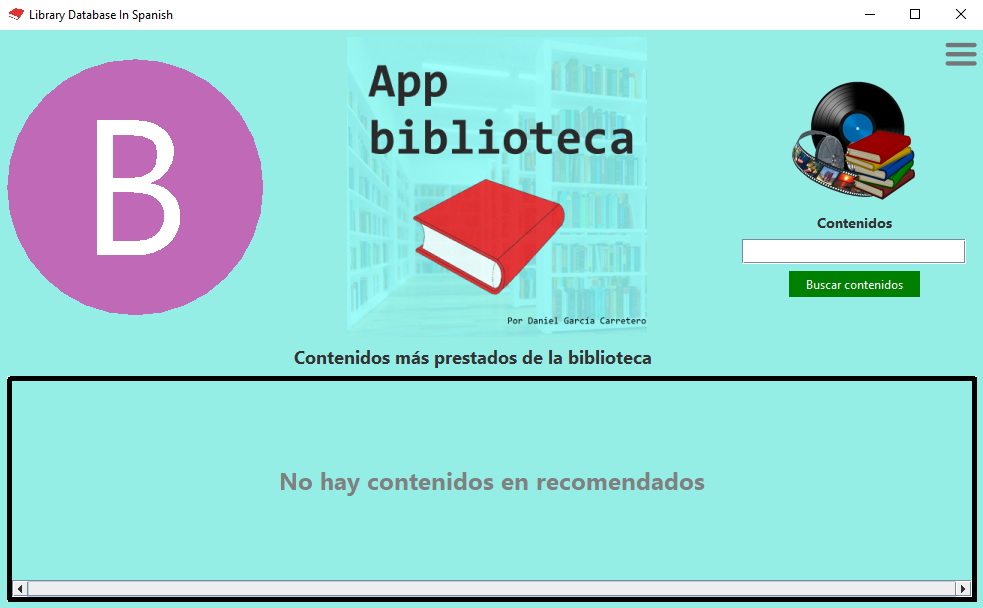 Library Database In Spanish
B
App
biblioteca
Por Daniel García Carretero
Contenidos
Buscar contenidos
Contenidos más prestados de la biblioteca
No hay contenidos en recomendados